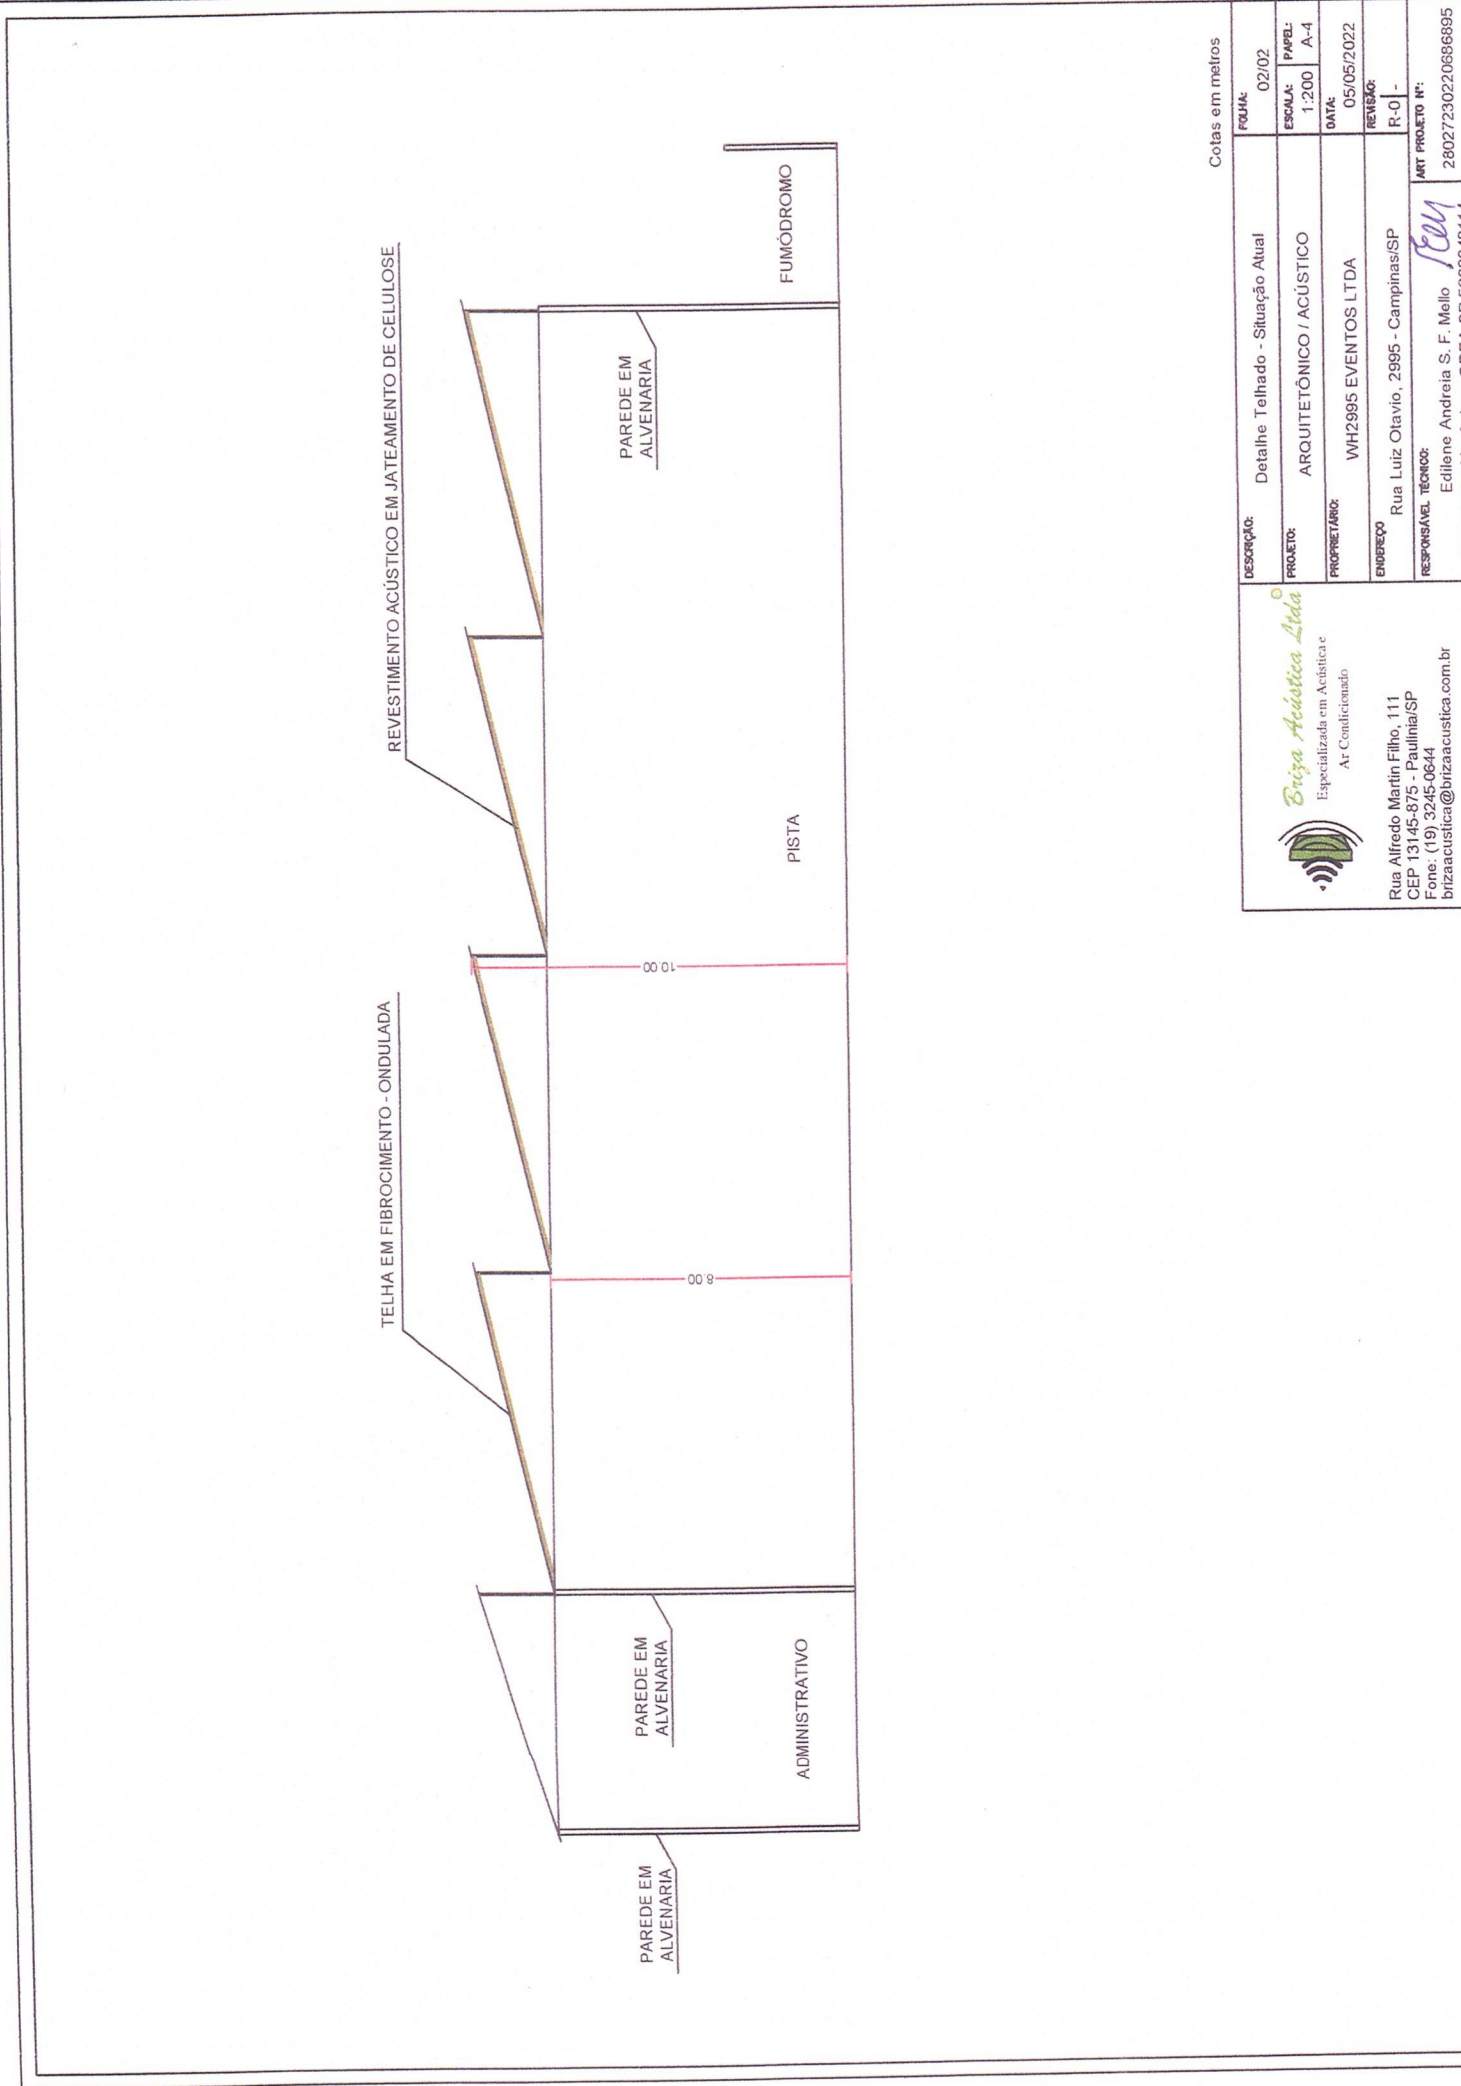 TELHA EM FIBROCIMENTO - ONDULADA
REVESTIMENTO ACÚSTICO EM JATEAMENTO DE CELULOSE
PAREDE EM
ALVENARIA
PAREDE EM
ALVENARIA
PAREDE EM
ALVENARIA
8.00
10.00
ADMINISTRATIVO
PISTA
FUMÓDROMO
Cotas em metros
Briza Acústica Ltda
Especializada em Acústica e
Ar Condicionado
Rua Alfredo Martin Filho, 111
CEP 13145-875 - Paulínia/SP
Fone: (19) 3245-0644
brizaacustica@brizaacustica.com.br
DESCRIÇÃO:
Detalhe Telhado - Situação Atual
FOLHA:
02/02
PROJETO:
ARQUITETÔNICO / ACÚSTICO
ESCALA:
1:200
PAPEL:
A-4
PROPRIETÁRIO:
WH2995 EVENTOS LTDA
DATA:
05/05/2022
ENDEREÇO
Rua Luiz Otavio, 2995 - Campinas/SP
REVISÃO:
R-0 -
RESPONSÁVEL TÉCNICO:
Edilene Andreia S. F. Mello
ART PROJETO Nº:
28027230220686895